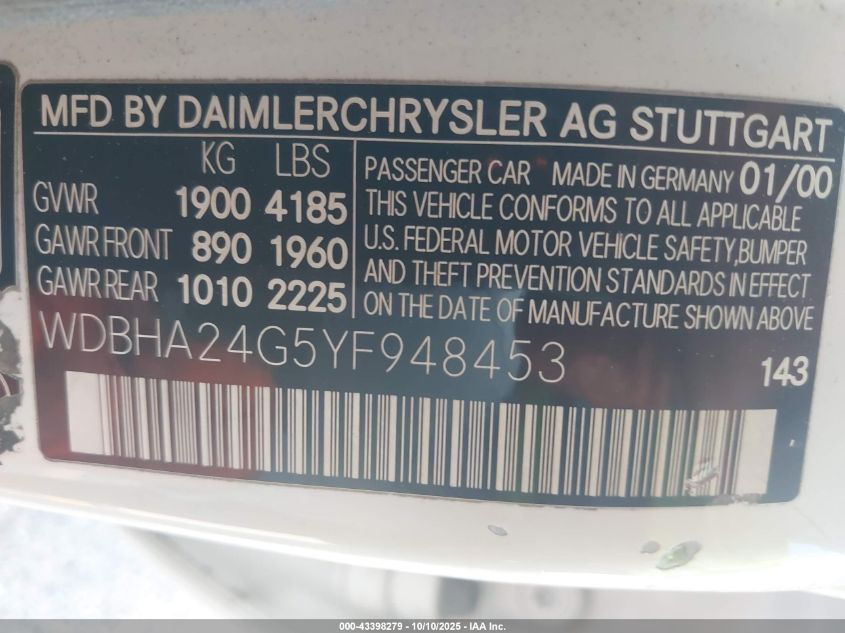 MFD BY DAIMLERCHRYSLER AG STUTTGART
KG LBS
GVWR 1900 4185
GAWR FRONT 890 1960
GAWR REAR 1010 2225
PASSENGER CAR MADE IN GERMANY 01/00
THIS VEHICLE CONFORMS TO ALL APPLICABLE
U.S. FEDERAL MOTOR VEHICLE SAFETY,BUMPER
AND THEFT PREVENTION STANDARDS IN EFFECT
ON THE DATE OF MANUFACTURE SHOWN ABOVE
WDBHA24G5YF948453
143
000-43398279 - 10/10/2025 - IAA Inc.